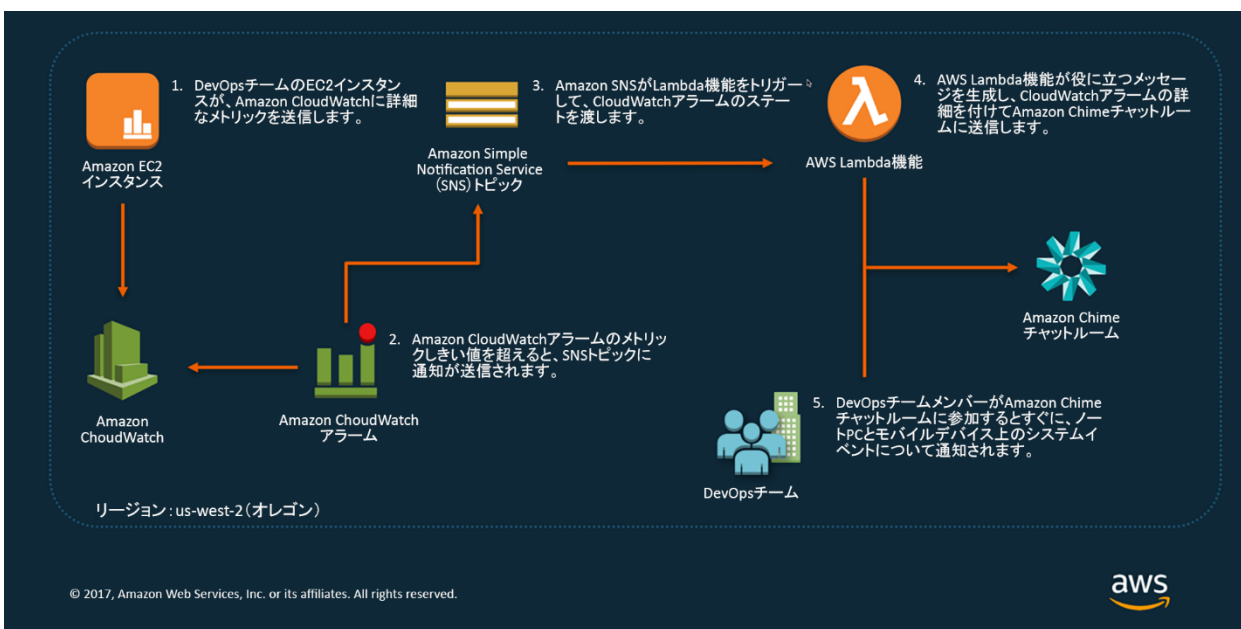 1. DevOpsチームのEC2インスタン
スが、Amazon CloudWatchに詳細
なメトリックを送信します。
Amazon EC2
インスタンス
3. Amazon SNSがLambda機能をトリガー
して、CloudWatchアラームのステー
トを渡します。
Amazon Simple
Notification Service
(SNS)トピック
4. AWS Lambda機能が役に立つメッセー
ジを生成し、CloudWatchアラームの詳
細を付けてAmazon Chimeチャットルー
ムに送信します。
AWS Lambda機能
Amazon Chime
チャットルーム
2. Amazon CloudWatchアラームのメトリッ
クしきい値を超えると、SNSトピックに
通知が送信されます。
Amazon
ChoudWatch
Amazon ChoudWatch
アラーム
5. DevOpsチームメンバーがAmazon Chime
チャットルームに参加するとすぐに、ノー
トPCとモバイルデバイス上のシステムイ
ベントについて通知されます。
DevOpsチーム
リージョン:us-west-2(オレゴン)
© 2017, Amazon Web Services, Inc. or its affiliates. All rights reserved.
aws